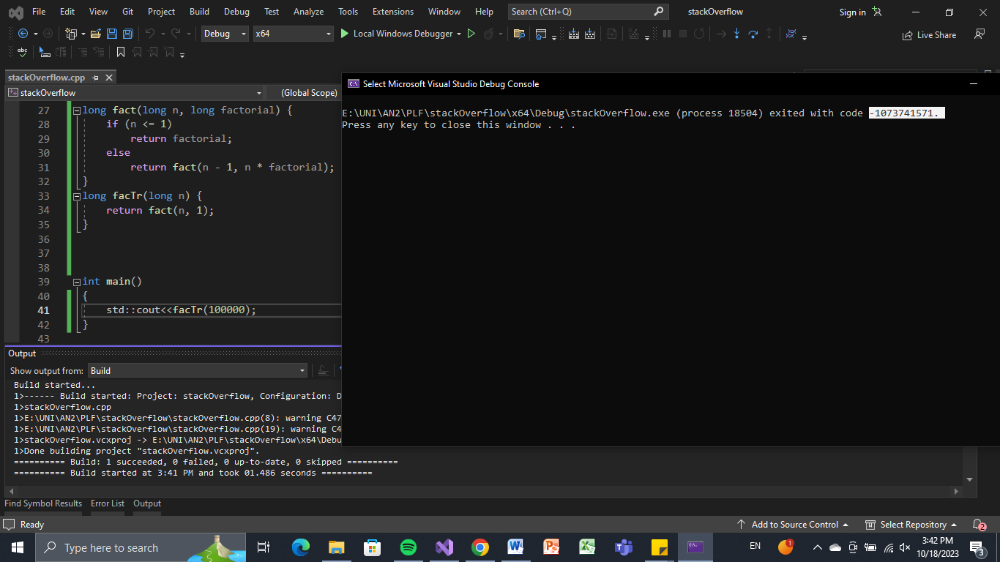 File Edit View Git Project Build Debug Test Analyze Tools Extensions Window Help Search (Ctrl+Q) stackOverflow Sign in
Debug x64 Local Windows Debugger Live Share
abc
stackOverflow.cpp
stackOverflow (Global Scope)
Select Microsoft Visual Studio Debug Console
E:\UNI\AN2\PLF\stackOverflow\x64\Debug\stackOverflow.exe (process 18504) exited with code -1073741571.
Press any key to close this window . . .
27 long fact(long n, long factorial) {
28 if (n <= 1)
29 return factorial;
30 else
31 return fact(n - 1, n * factorial);
32 }
33 long facTr(long n) {
34 return fact(n, 1);
35 }
36
37
38
39 int main()
40 {
41 std::cout<<facTr(100000);
42 }
43
Output
Show output from: Build
Build started...
1>------ Build started: Project: stackOverflow, Configuration: D
1>stackOverflow.cpp
1>E:\UNI\AN2\PLF\stackOverflow\stackOverflow.cpp(8): warning C47
1>E:\UNI\AN2\PLF\stackOverflow\stackOverflow.cpp(19): warning C4
1>stackOverflow.vcxproj -> E:\UNI\AN2\PLF\stackOverflow\x64\Debu
1>Done building project "stackOverflow.vcxproj".
========== Build: 1 succeeded, 0 failed, 0 up-to-date, 0 skipped ==========
========== Build started at 3:41 PM and took 01.486 seconds ==========
Find Symbol Results Error List Output
Ready Add to Source Control Select Repository 2
Type here to search EN 1 3:42 PM
10/18/2023 3